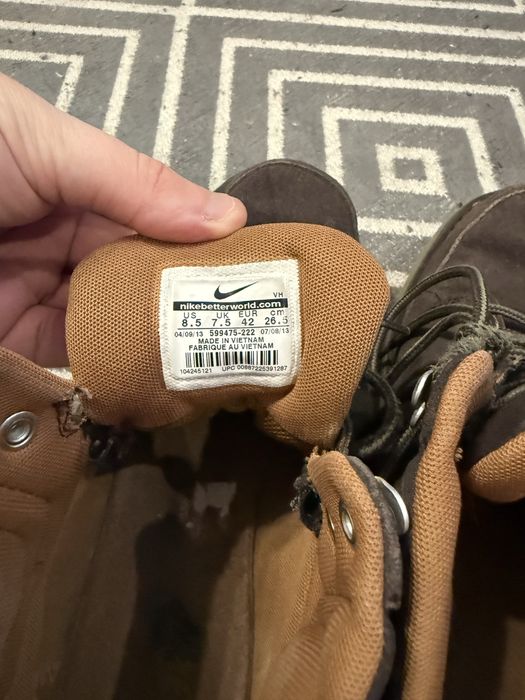 VH
nikebetterworld.com
US UK EUR cm
8.5 7.5 42 26.5
04/09/13 599475-222 07/08/13
MADE IN VIETNAM
FABRIQUE AU VIETNAM
104245121 UPC 00887225391287